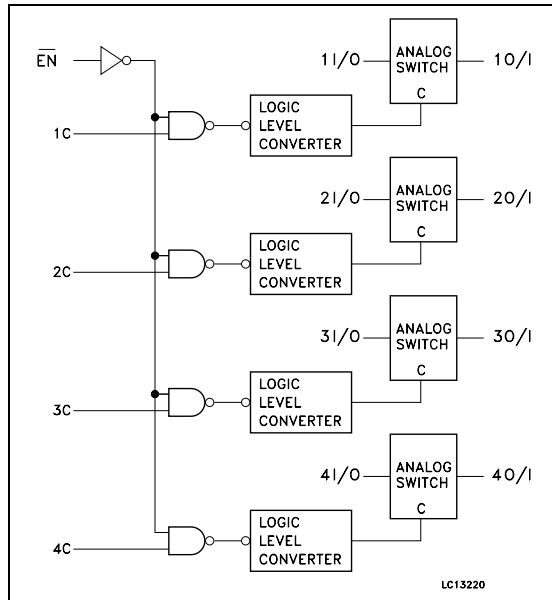 EN
1I/O
ANALOG
SWITCH
C
1O/I
1C
LOGIC
LEVEL
CONVERTER
2I/O
ANALOG
SWITCH
C
2O/I
2C
LOGIC
LEVEL
CONVERTER
3I/O
ANALOG
SWITCH
C
3O/I
3C
LOGIC
LEVEL
CONVERTER
4I/O
ANALOG
SWITCH
C
4O/I
4C
LOGIC
LEVEL
CONVERTER
LC13220